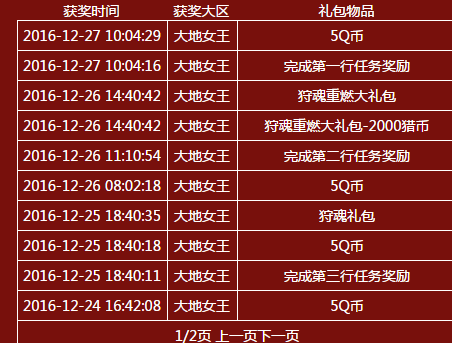 获奖时间 获奖大区 礼包物品
2016-12-27 10:04:29 大地女王 5Q币
2016-12-27 10:04:16 大地女王 完成第一行任务奖励
2016-12-26 14:40:42 大地女王 狩魂重燃大礼包
2016-12-26 14:40:42 大地女王 狩魂重燃大礼包-2000猎币
2016-12-26 11:10:54 大地女王 完成第二行任务奖励
2016-12-26 08:02:18 大地女王 5Q币
2016-12-25 18:40:35 大地女王 狩魂礼包
2016-12-25 18:40:18 大地女王 5Q币
2016-12-25 18:40:11 大地女王 完成第三行任务奖励
2016-12-24 16:42:08 大地女王 5Q币
1/2页 上一页下一页